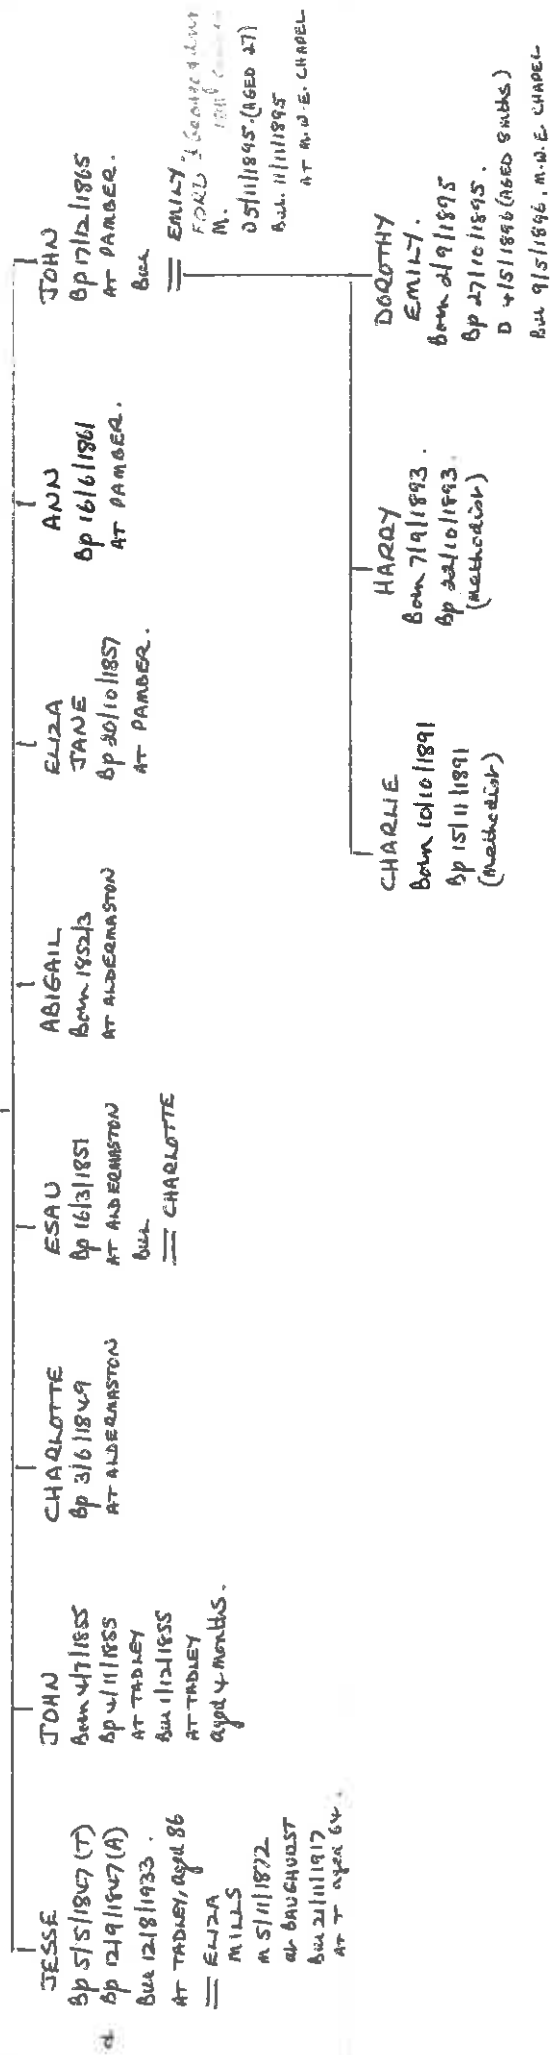 JESSE
Bp 5/5/1847 (T)
Bp 12/9/1847 (A)
Bur 12/8/1933.
AT TADLEY, aged 86
= ELIZA
MILLS
m 5/11/1872
at BAUGHURST
Bur 21/11/1917
AT T aged 64.
JOHN
Born 4/7/1855
Bp 4/11/1855
AT TADLEY
Bur 1/12/1855
AT TADLEY
aged 4 months.
CHARLOTTE
Bp 3/6/1849
AT ALDERMASTON
ESAU
Bp 16/3/1851
AT ALDERMASTON
Bur
= CHARLOTTE
ABIGAIL
Born 1852/3
AT ALDERMASTON
ELIZA
JANE
Bp 20/10/1857
AT PAMBER.
ANN
Bp 16/6/1861
AT PAMBER.
JOHN
Bp 17/12/1865
AT PAMBER.
Bur
= EMILY
FORD
M.
D 5/11/1895. (AGED 27)
Bur. 11/11/1895
AT M.W.E. CHAPEL
CHARLIE
Born 10/10/1891
Bp 15/11/1891
(Methodist)
HARRY
Born 7/9/1893.
Bp 22/10/1893.
(Methodist)
DOROTHY
EMILY.
Born 2/9/1895
Bp 27/10/1895.
D 4/5/1896 (AGED 8 mths)
Bur 9/5/1896. M.W.E. CHAPEL